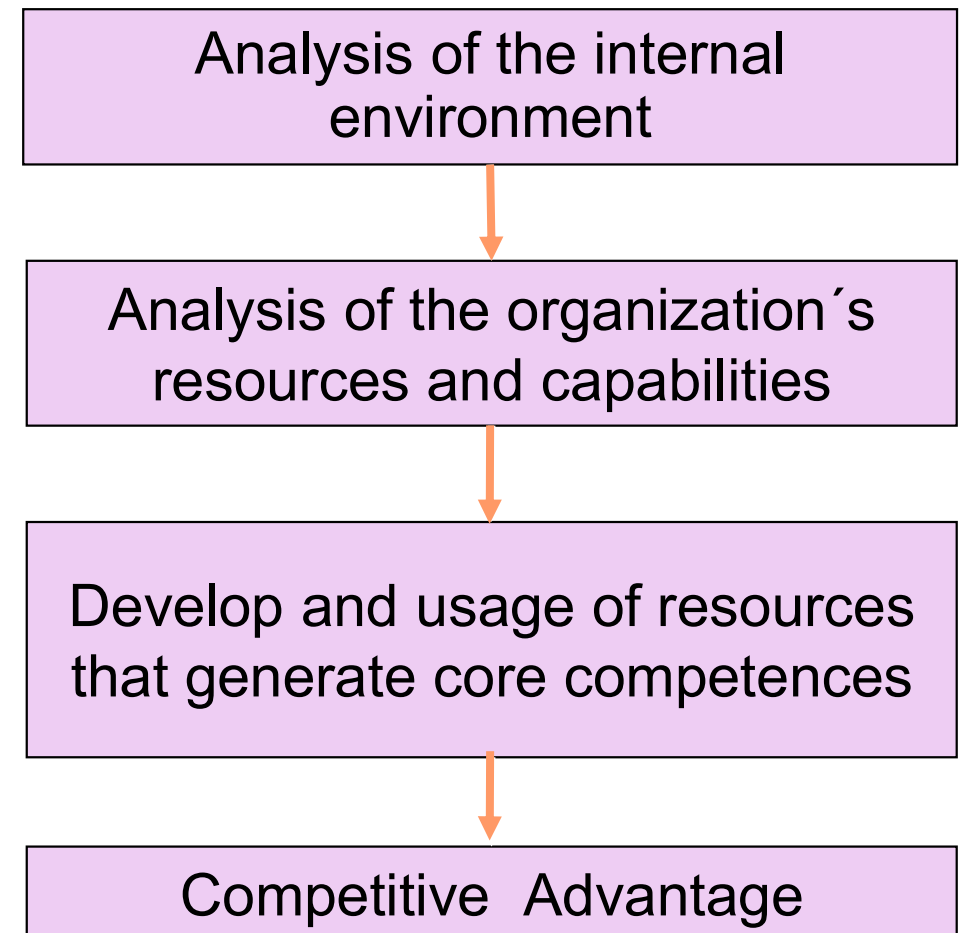 Analysis of the internal
environment
Analysis of the organization´s
resources and capabilities
Develop and usage of resources
that generate core competences
Competitive  Advantage